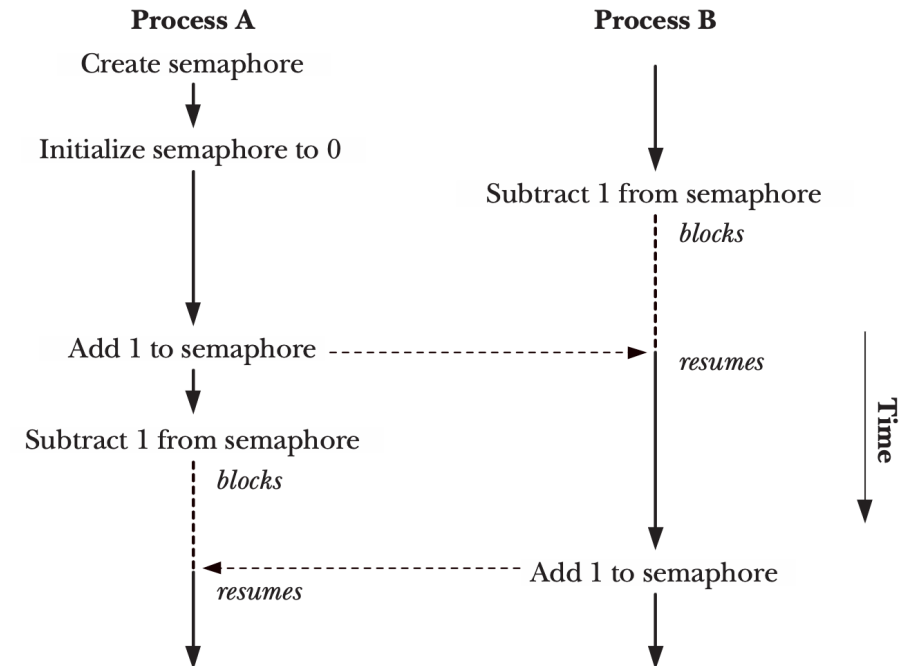 Process A
Process B
Create semaphore
Initialize semaphore to 0
Subtract 1 from semaphore
blocks
Add 1 to semaphore
resumes
Subtract 1 from semaphore
blocks
Time
Add 1 to semaphore
resumes